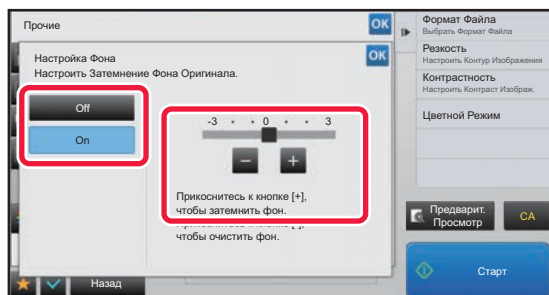 Прочие
OK
Настройка Фона
Настроить Затемнение Фона Оригинала.
OK
Off
On
-3 0 3
Прикоснитесь к кнопке [+],
чтобы затемнить фон.
чтобы очистить фон.
Назад
Формат Файла
Выбрать Формат Файла
Резкость
Настроить Контур Изображения
Контрастность
Настроить Контраст Изображ.
Цветной Режим
Предварит.
Просмотр
CA
Старт